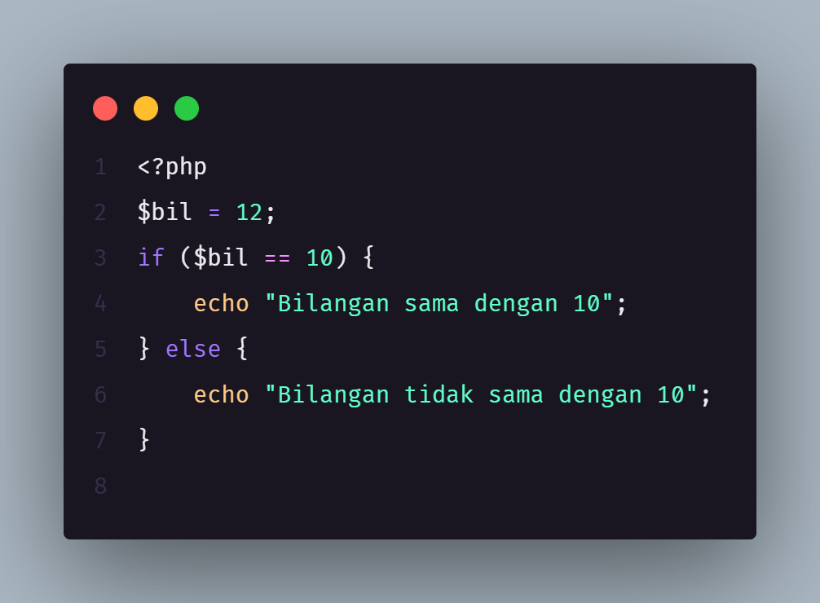 1 <?php
2 $bil = 12;
3 if ($bil == 10) {
4     echo "Bilangan sama dengan 10";
5 } else {
6     echo "Bilangan tidak sama dengan 10";
7 }
8